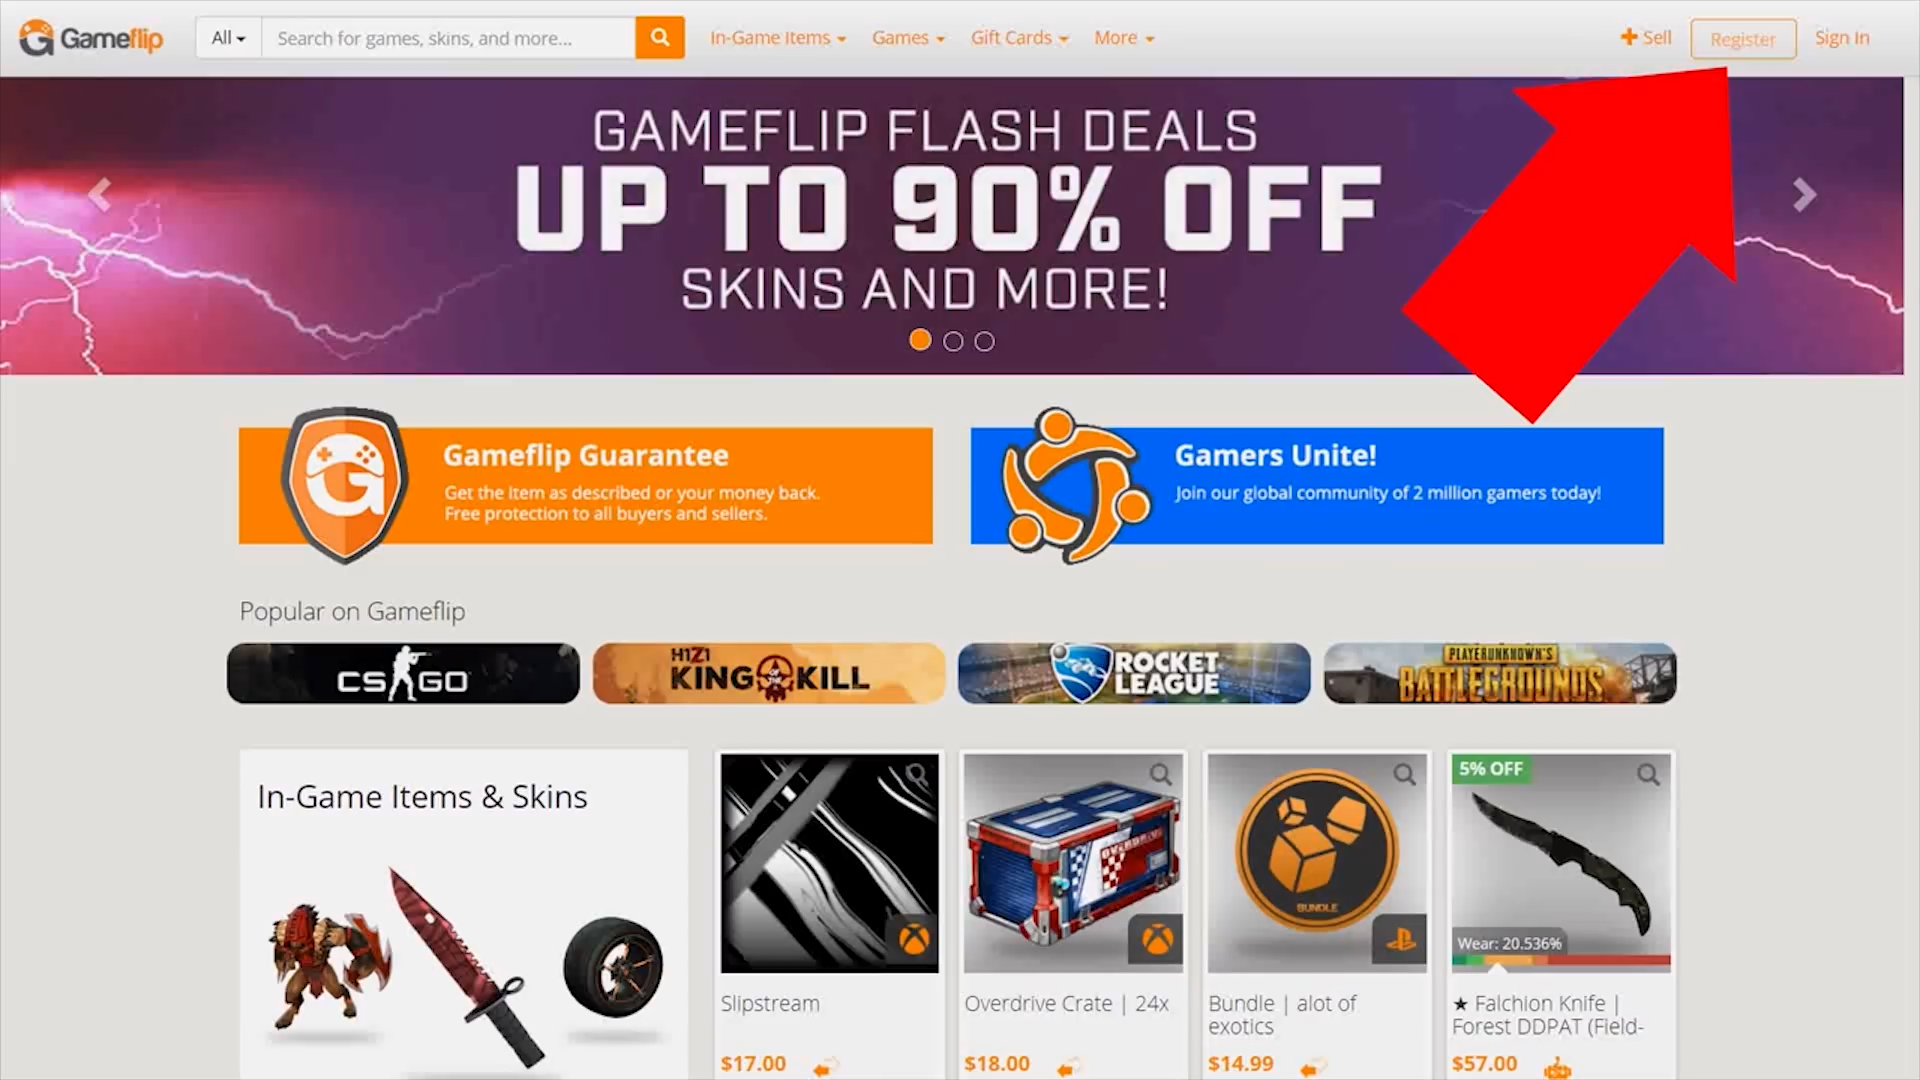 Gameflip
All
Search for games, skins, and more...
In-Game Items
Games
Gift Cards
More
+ Sell
Register
Sign In
GAMEFLIP FLASH DEALS
UP TO 90% OFF
SKINS AND MORE!
Gameflip Guarantee
Get the item as described or your money back.
Free protection to all buyers and sellers.
Gamers Unite!
Join our global community of 2 million gamers today!
Popular on Gameflip
CS GO
H1Z1
KING OF THE KILL
ROCKET
LEAGUE
PLAYERUNKNOWN'S
BATTLEGROUNDS
In-Game Items & Skins
OVERDRIVE
BUNDLE
5% OFF
Wear: 20.536%
Slipstream
Overdrive Crate | 24x
Bundle | alot of
exotics
★ Falchion Knife |
Forest DDPAT (Field-
$17.00
$18.00
$14.99
$57.00